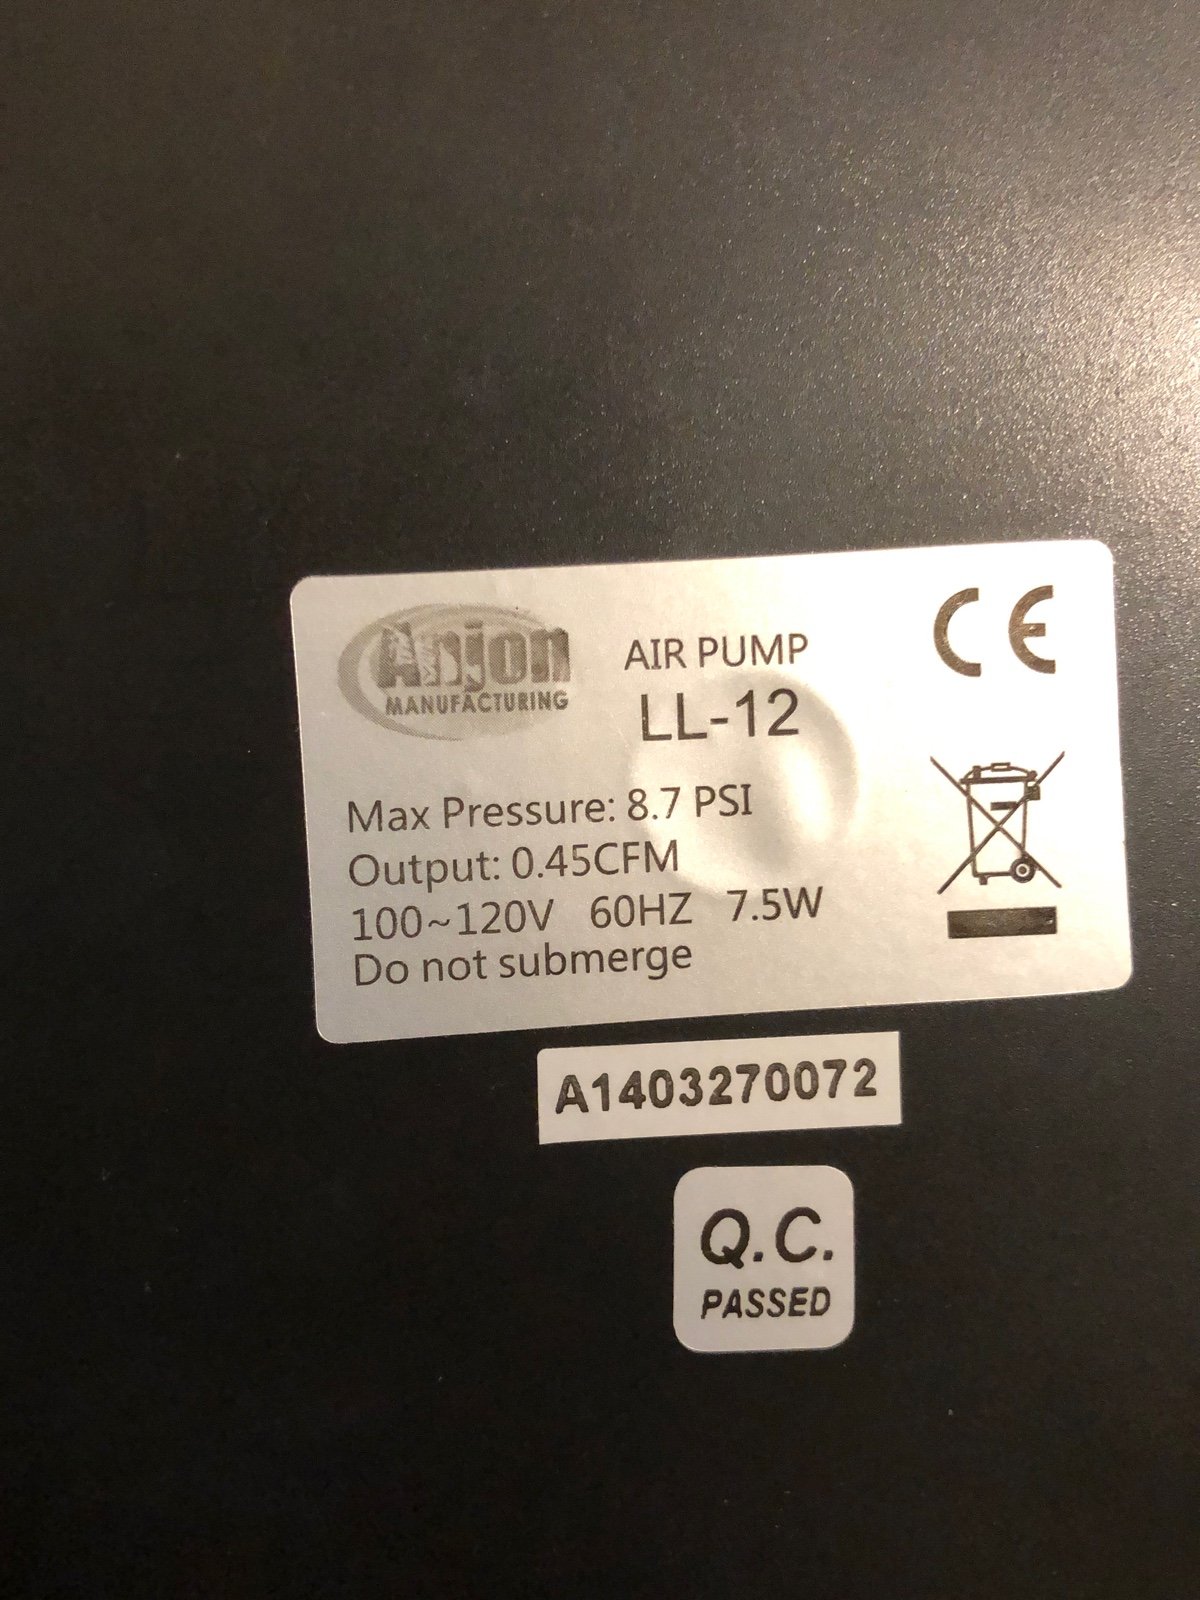 Anjon
MANUFACTURING
AIR PUMP
LL-12
CE
Max Pressure: 8.7 PSI
Output: 0.45CFM
100~120V 60HZ 7.5W
Do not submerge
A1403270072
Q.C.
PASSED